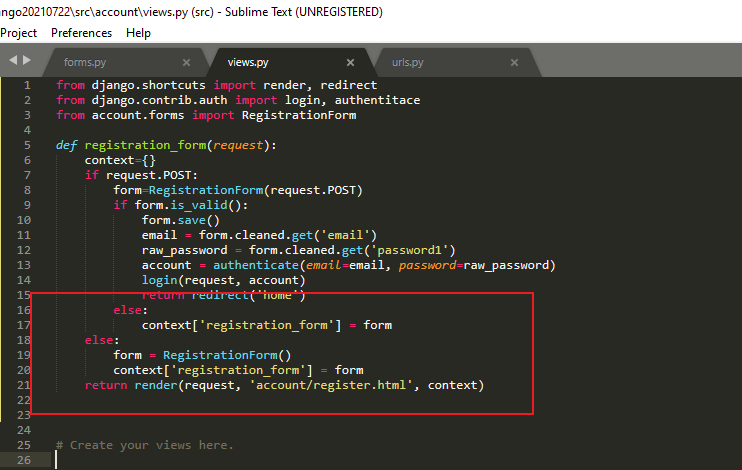 ngo20210722\src\account\views.py (src) - Sublime Text (UNREGISTERED)
Project Preferences Help
forms.py × views.py × urls.py ×
1 from django.shortcuts import render, redirect
2 from django.contrib.auth import login, authentitace
3 from account.forms import RegistrationForm
4
5 def registration_form(request):
6 context={}
7 if request.POST:
8 form=RegistrationForm(request.POST)
9 if form.is_valid():
10 form.save()
11 email = form.cleaned.get('email')
12 raw_password = form.cleaned.get('password1')
13 account = authenticate(email=email, password=raw_password)
14 login(request, account)
15 return redirect('home')
16 else:
17 context['registration_form'] = form
18 else:
19 form = RegistrationForm()
20 context['registration_form'] = form
21 return render(request, 'account/register.html', context)
22
23
24
25 # Create your views here.
26